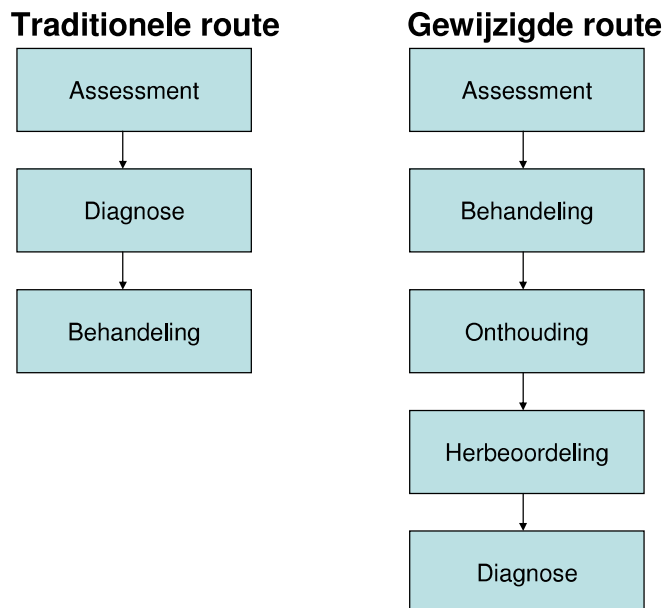 Traditionele route
Assessment
Diagnose
Behandeling
Gewijzigde route
Assessment
Behandeling
Onthouding
Herbeoordeling
Diagnose